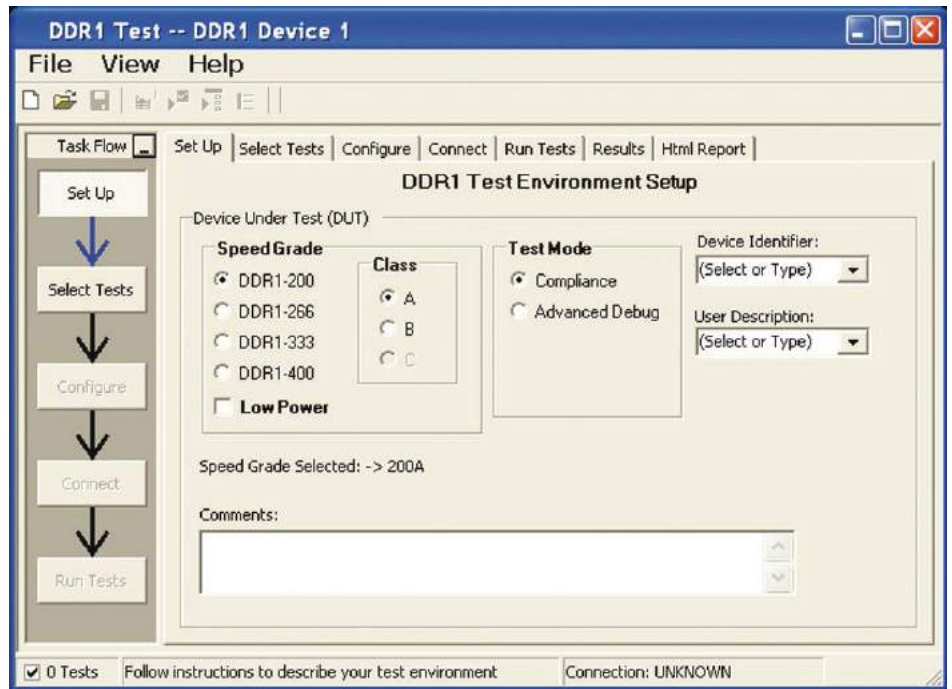 DDR1 Test -- DDR1 Device 1
File View Help
Task Flow
Set Up
Select Tests
Configure
Connect
Run Tests
Set Up Select Tests Configure Connect Run Tests Results Html Report
DDR1 Test Environment Setup
Device Under Test (DUT)
Speed Grade
DDR1-200
DDR1-266
DDR1-333
DDR1-400
Low Power
Class
A
B
C
Test Mode
Compliance
Advanced Debug
Device Identifier:
(Select or Type)
User Description:
(Select or Type)
Speed Grade Selected: -> 200A
Comments:
0 Tests
Follow instructions to describe your test environment
Connection: UNKNOWN